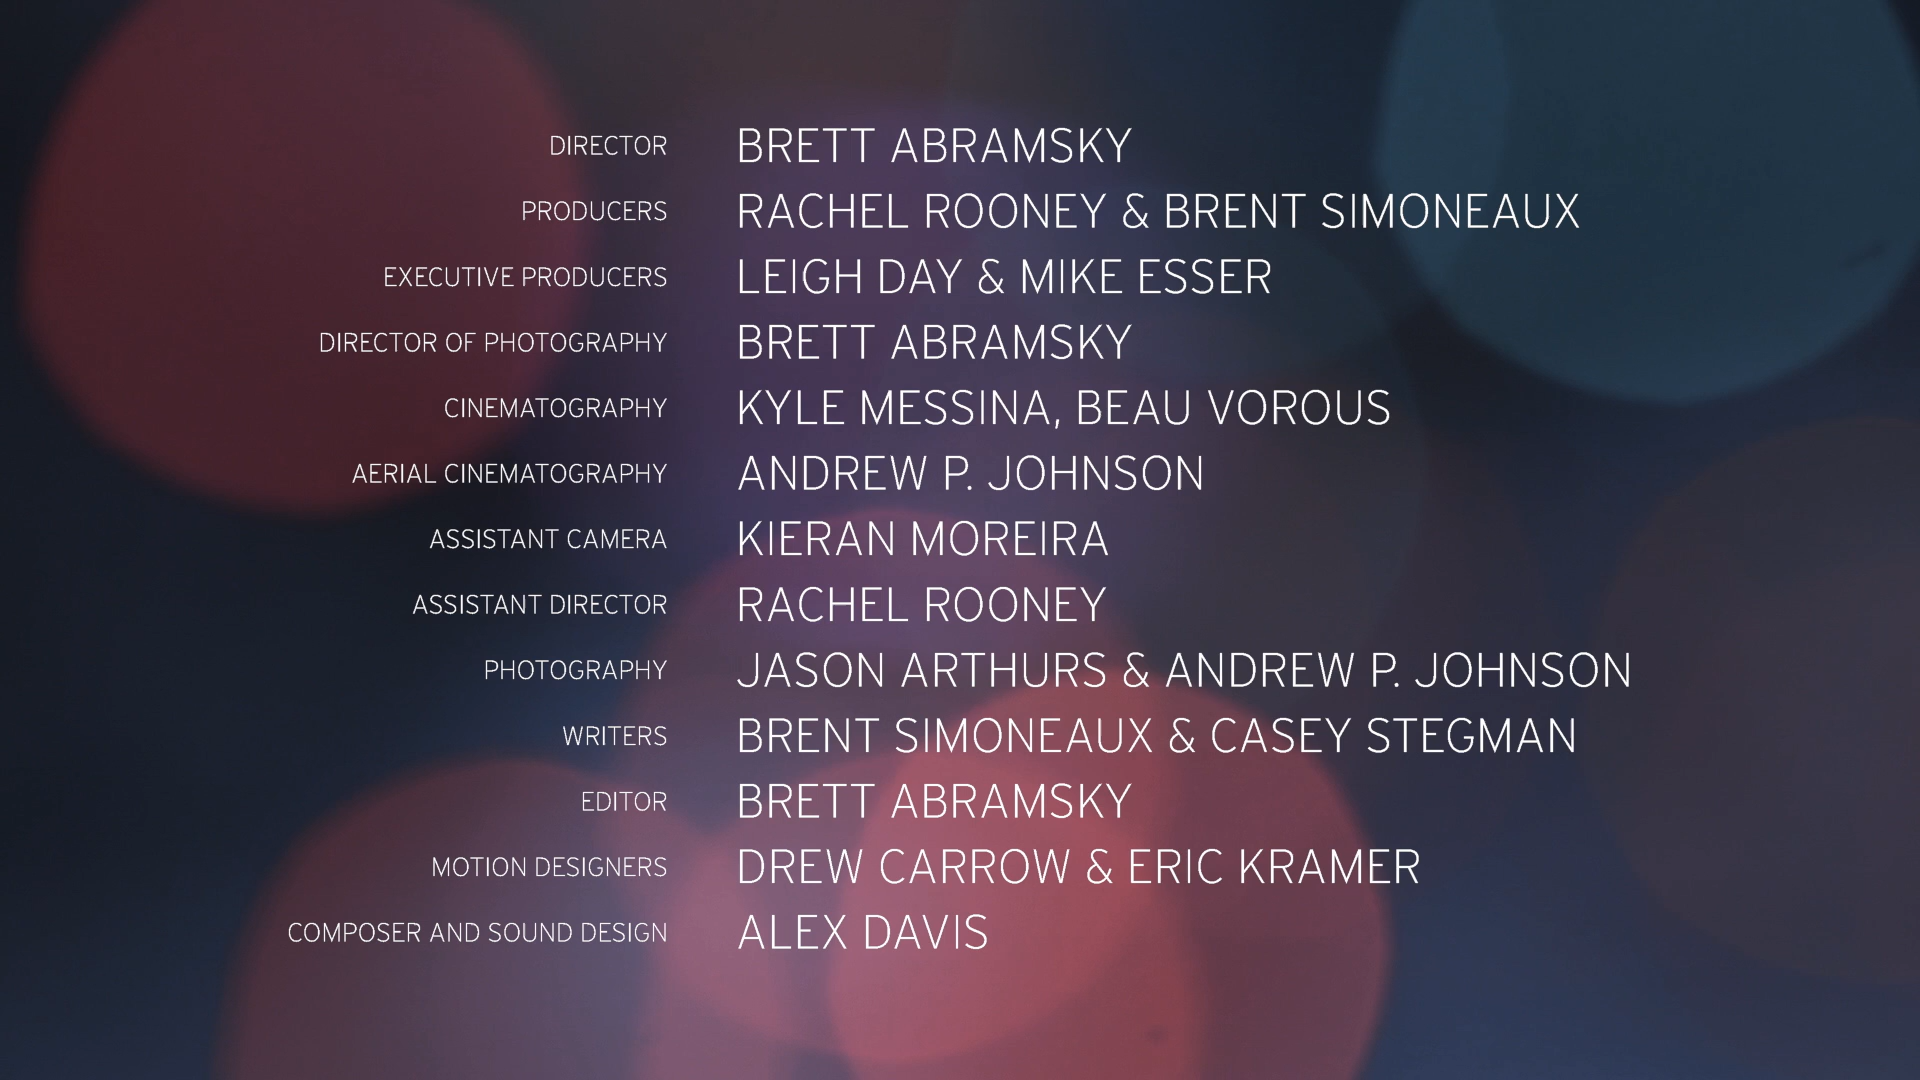 DIRECTOR BRETT ABRAMSKY
PRODUCERS RACHEL ROONEY & BRENT SIMONEAUX
EXECUTIVE PRODUCERS LEIGH DAY & MIKE ESSER
DIRECTOR OF PHOTOGRAPHY BRETT ABRAMSKY
CINEMATOGRAPHY KYLE MESSINA, BEAU VOROUS
AERIAL CINEMATOGRAPHY ANDREW P. JOHNSON
ASSISTANT CAMERA KIERAN MOREIRA
ASSISTANT DIRECTOR RACHEL ROONEY
PHOTOGRAPHY JASON ARTHURS & ANDREW P. JOHNSON
WRITERS BRENT SIMONEAUX & CASEY STEGMAN
EDITOR BRETT ABRAMSKY
MOTION DESIGNERS DREW CARROW & ERIC KRAMER
COMPOSER AND SOUND DESIGN ALEX DAVIS